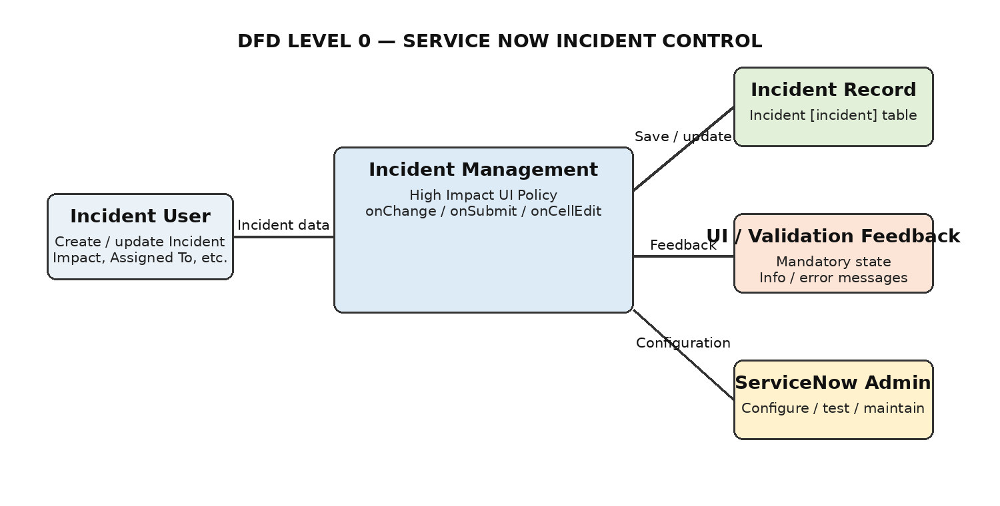 DFD LEVEL 0 — SERVICE NOW INCIDENT CONTROL
Incident User
Create / update Incident
Impact, Assigned To, etc.
Incident data
Incident Management
High Impact UI Policy
onChange / onSubmit / onCellEdit
Save / update
Incident Record
Incident [incident] table
Feedback
UI / Validation Feedback
Mandatory state
Info / error messages
Configuration
ServiceNow Admin
Configure / test / maintain